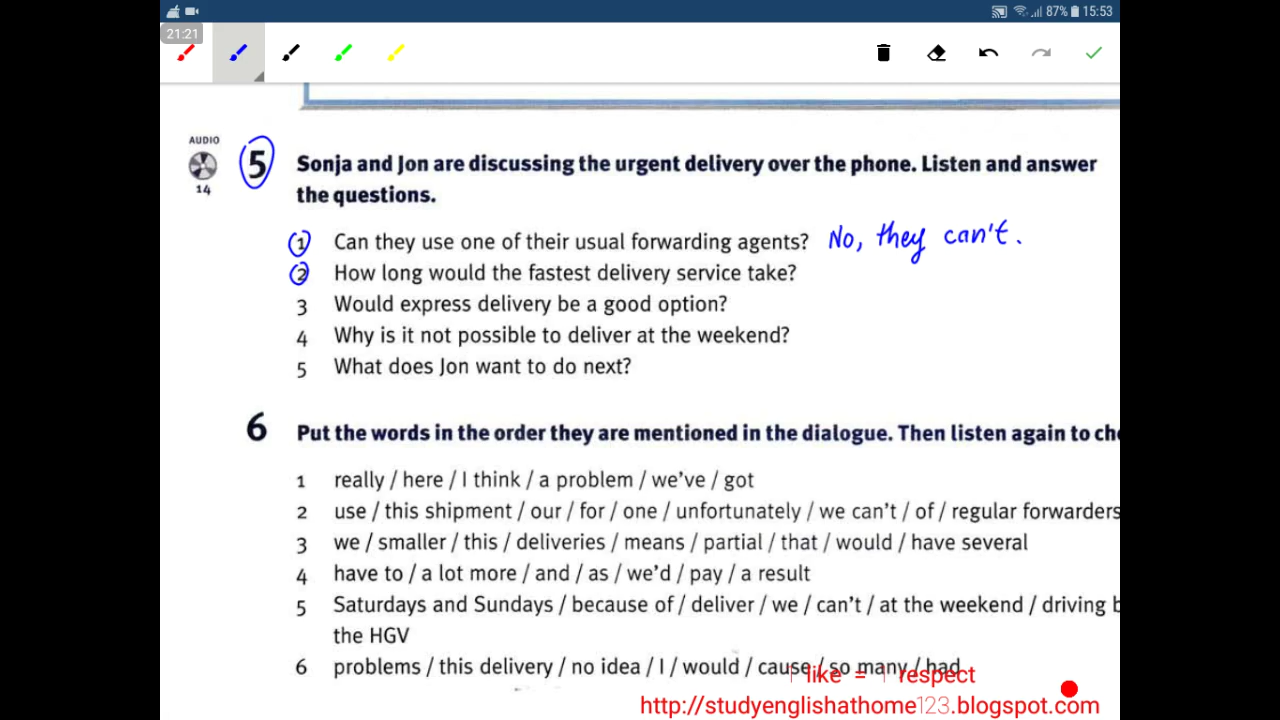 87% 15:53
21:21
AUDIO
14
5 Sonja and Jon are discussing the urgent delivery over the phone. Listen and answer
the questions.
1 Can they use one of their usual forwarding agents? No, they can't.
2 How long would the fastest delivery service take?
3 Would express delivery be a good option?
4 Why is it not possible to deliver at the weekend?
5 What does Jon want to do next?
6 Put the words in the order they are mentioned in the dialogue. Then listen again to che
1 really / here / I think / a problem / we've / got
2 use / this shipment / our / for / one / unfortunately / we can't / of / regular forwarders
3 we / smaller / this / deliveries / means / partial / that / would / have several
4 have to / a lot more / and / as / we'd / pay / a result
5 Saturdays and Sundays / because of / deliver / we / can't / at the weekend / driving b
the HGV
6 problems / this delivery / no idea / I / would / cause / so many / had
1 like = 1 respect
http://studyenglishathome123.blogspot.com